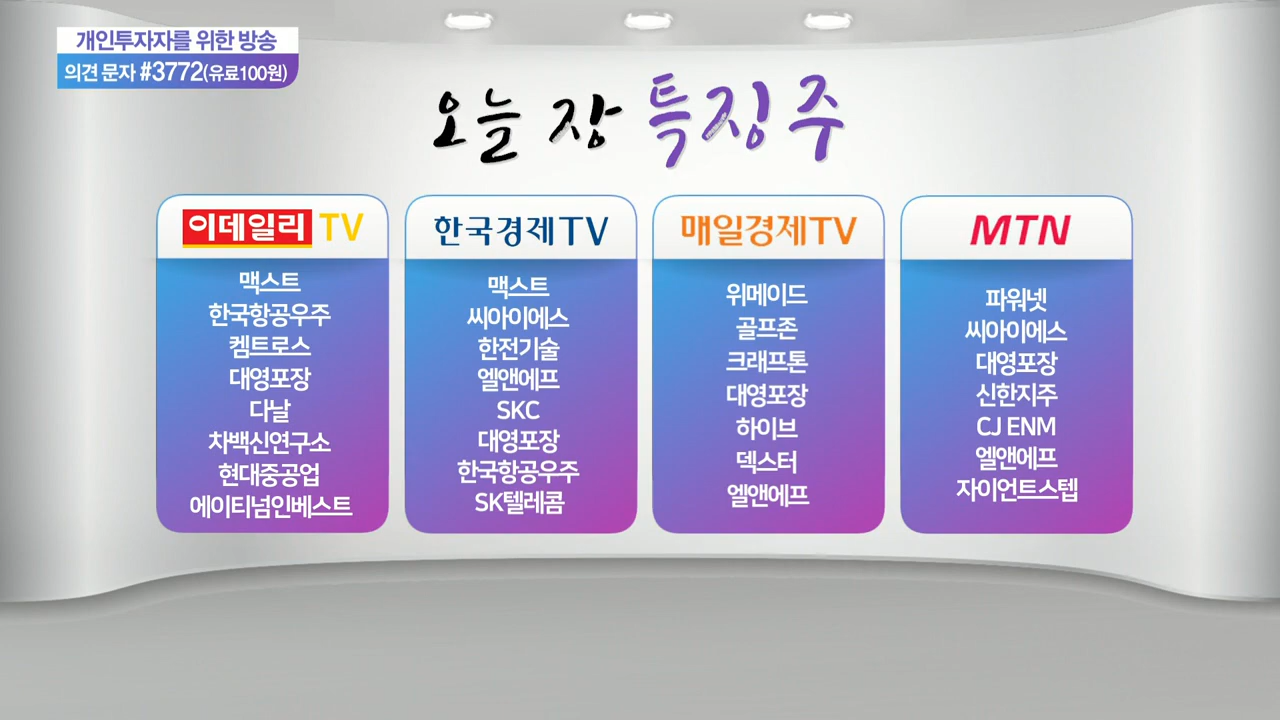 개인투자자를 위한 방송
의견 문자 #3772(유료100원)
오늘 장 특징주
이데일리 TV
맥스트
한국항공우주
켐트로스
대영포장
다날
차백신연구소
현대중공업
에이티넘인베스트
한국경제TV
맥스트
씨아이에스
한전기술
엘앤에프
SKC
대영포장
한국항공우주
SK텔레콤
매일경제TV
위메이드
골프존
크래프톤
대영포장
하이브
덱스터
엘앤에프
MTN
파워넷
씨아이에스
대영포장
신한지주
CJ ENM
엘앤에프
자이언트스텝